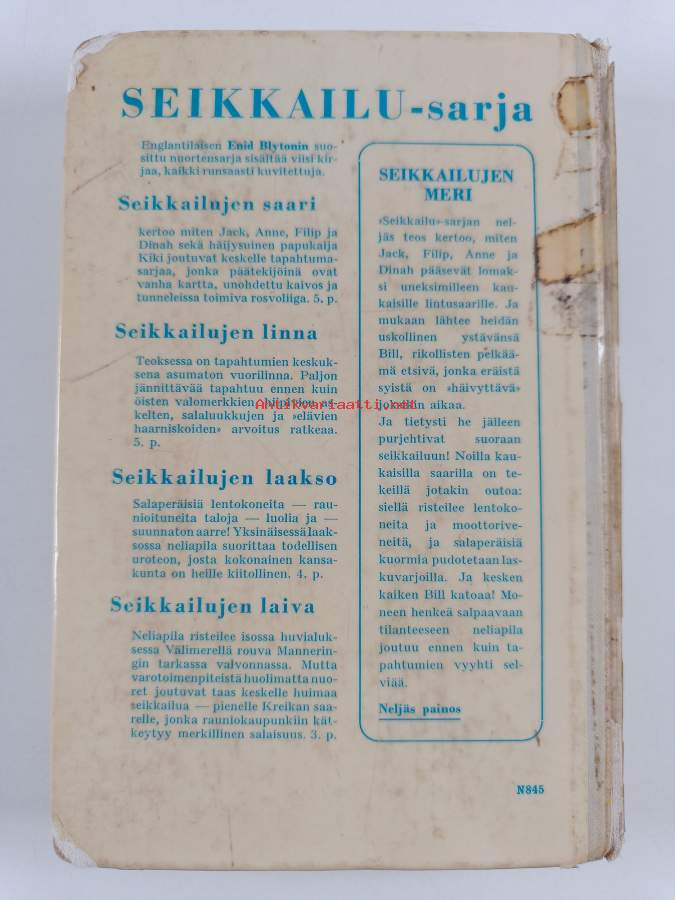 SEIKKAILU-sarja
Englantilaisen Enid Blytonin suo-
sittu nuortensarja sisältää viisi kir-
jaa, kaikki runsaasti kuvitettuja.
Seikkailujen saari
kertoo miten Jack, Anne, Filip ja
Dinah sekä häijysuinen papukaija
Kiki joutuvat keskelle tapahtuma-
sarjaa, jonka päätekijöinä ovat
vanha kartta, unohdettu kaivos ja
tunneleissa toimiva rosvoliiga. 5. p.
Seikkailujen linna
Teoksessa on tapahtumien keskuk-
sena asumaton vuorilinna. Paljon
jännittävää tapahtuu ennen kuin
öisten valomerkkien, hiipivien as-
kelten, salaluukkujen ja »elävien
haarniskoiden» arvoitus ratkeaa.
5. p.
Seikkailujen laakso
Salaperäisiä lentokoneita — rau-
nioituneita taloja — luolia ja —
suunnaton aarre! Yksinäisessä laak-
sossa neliapila suorittaa todellisen
uroteon, josta kokonainen kansa-
kunta on heille kiitollinen. 4. p.
Seikkailujen laiva
Neliapila risteilee isossa huvialuk-
sessa Välimerellä rouva Mannerin-
gin tarkassa valvonnassa. Mutta
varotoimenpiteistä huolimatta nuo-
ret joutuvat taas keskelle huimaa
seikkailua — pienelle Kreikan saa-
relle, jonka rauniokaupunkiin kät-
keytyy merkillinen salaisuus. 3. p.
SEIKKAILUJEN
MERI
»Seikkailu»-sarjan nel-
jäs teos kertoo, miten
Jack, Filip, Anne ja
Dinah pääsevät lomak-
si uneksimilleen kau-
kaisille lintusaarille. Ja
mukaan lähtee heidän
uskollinen ystävänsä
Bill, rikollisten pelkää-
mä etsivä, jonka eräistä
syistä on »häivyttävä»
joksikin aikaa.
Ja tietysti he jälleen
purjehtivat suoraan
seikkailuun! Noilla kau-
kaisilla saarilla on te-
keillä jotakin outoa:
siellä risteilee lentoko-
neita ja moottorive-
neitä, ja salaperäisiä
kuormia pudotetaan las-
kuvarjoilla. Ja kesken
kaiken Bill katoaa! Mo-
neen henkeä salpaavaan
tilanteeseen neliapila
joutuu ennen kuin ta-
pahtumien vyyhti sel-
viää.
Neljäs painos
N845
Antikvariaatti.net